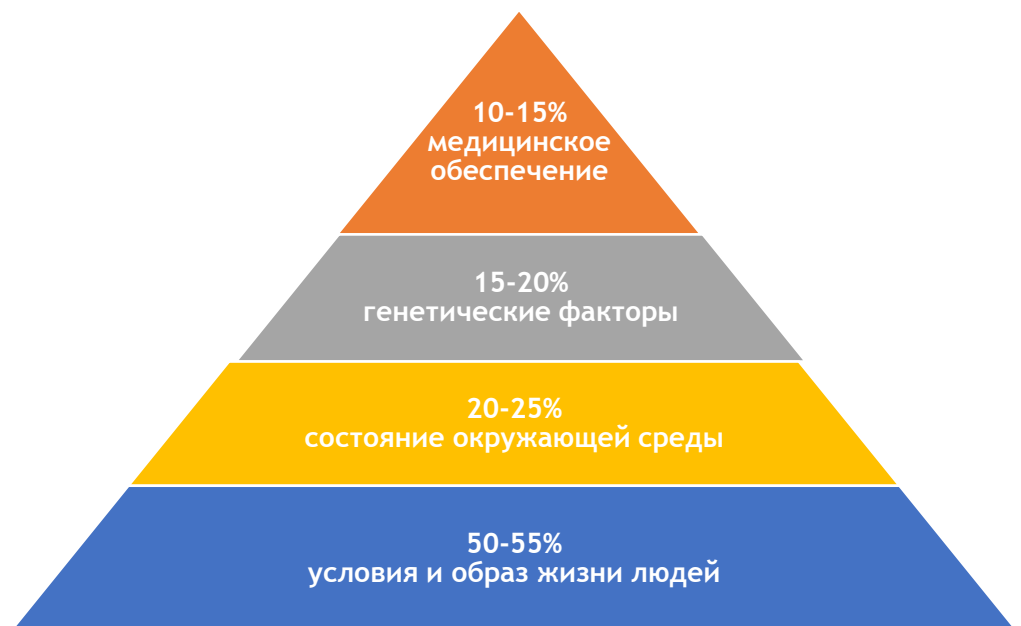 10-15%
медицинское
обеспечение
15-20%
генетические факторы
20-25%
состояние окружающей среды
50-55%
условия и образ жизни людей